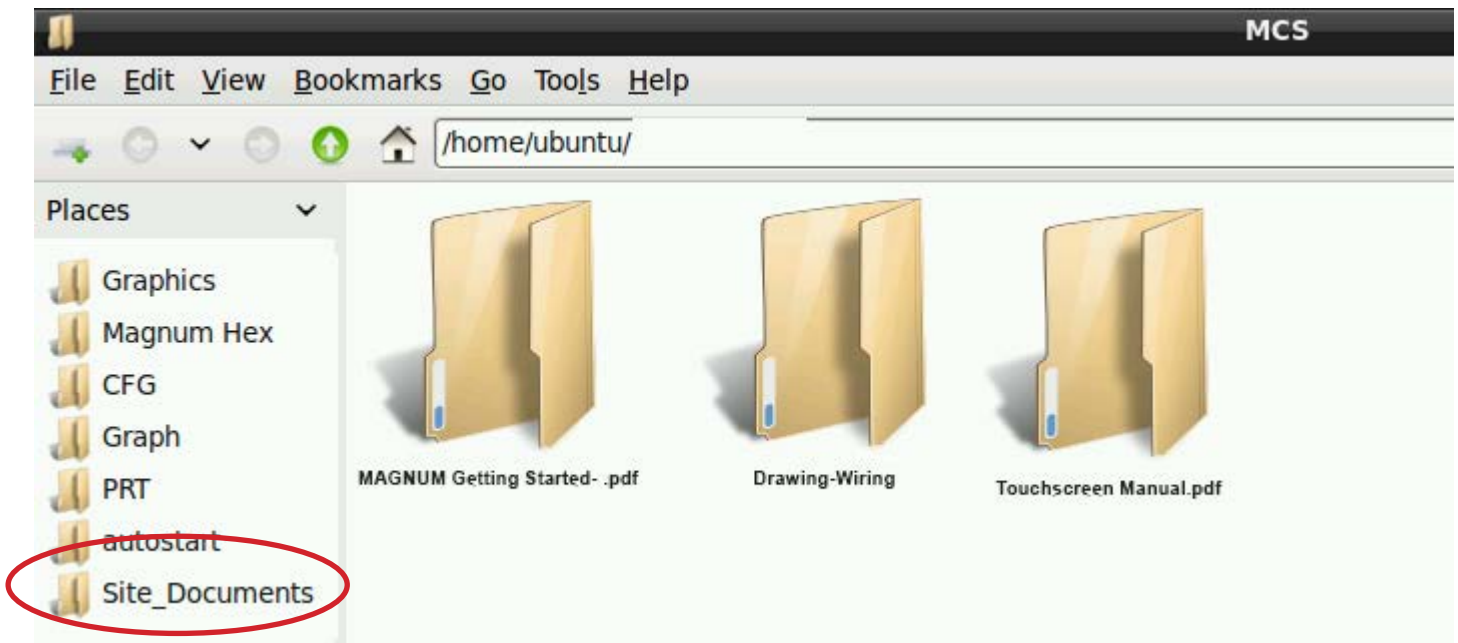 MCS
File Edit View Bookmarks Go Tools Help
/home/ubuntu/
Places
Graphics
Magnum Hex
CFG
Graph
PRT
autostart
Site_Documents
MAGNUM Getting Started- .pdf
Drawing-Wiring
Touchscreen Manual.pdf